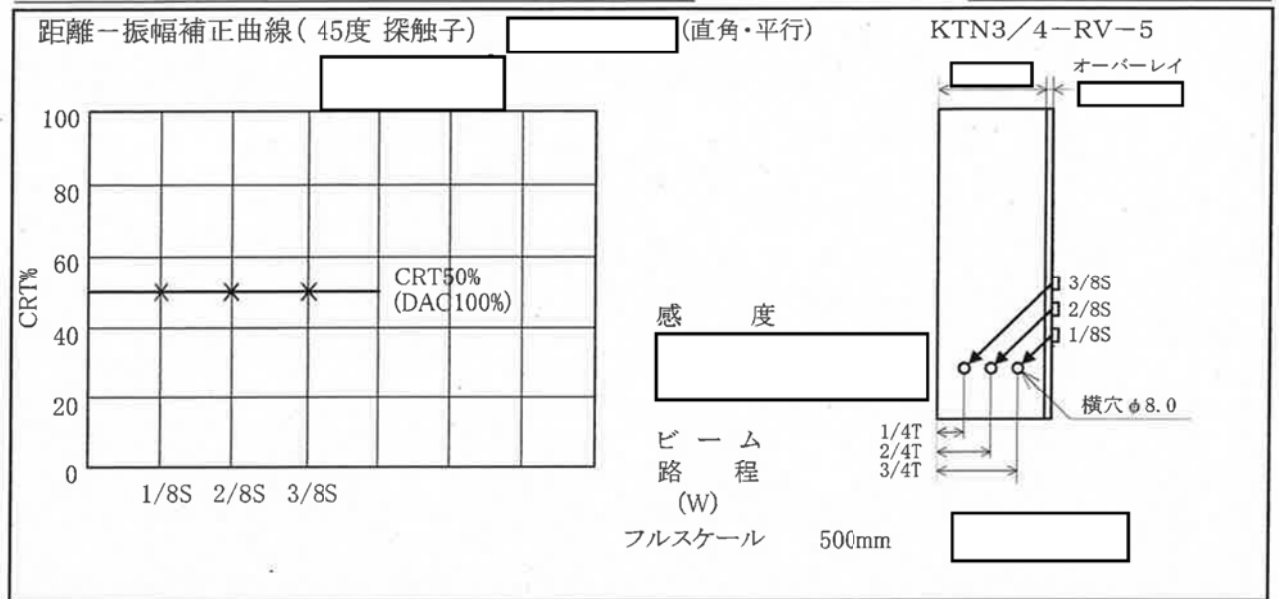 距離－振幅補正曲線( 45度 探触子) (直角・平行)
KTN3／4－RV－5
オーバーレイ
100
80
60
40
20
0
CRT%
CRT50%
(DAC100%)
1/8S 2/8S 3/8S
感 度
ビ ー ム
路 程
(W)
フルスケール 500mm
3/8S
2/8S
1/8S
横穴φ8.0
1/4T
2/4T
3/4T